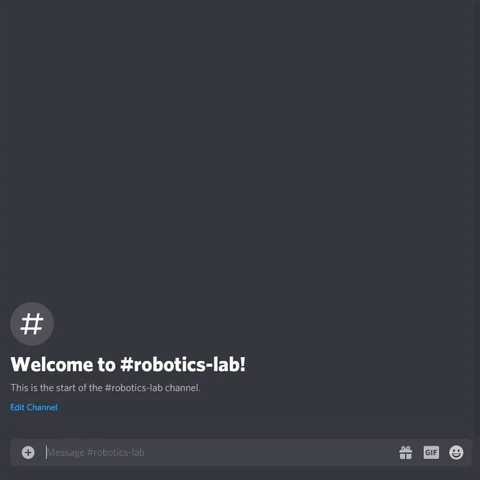 #
Welcome to #robotics-lab!
This is the start of the #robotics-lab channel.
Edit Channel
Message #robotics-lab
GIF